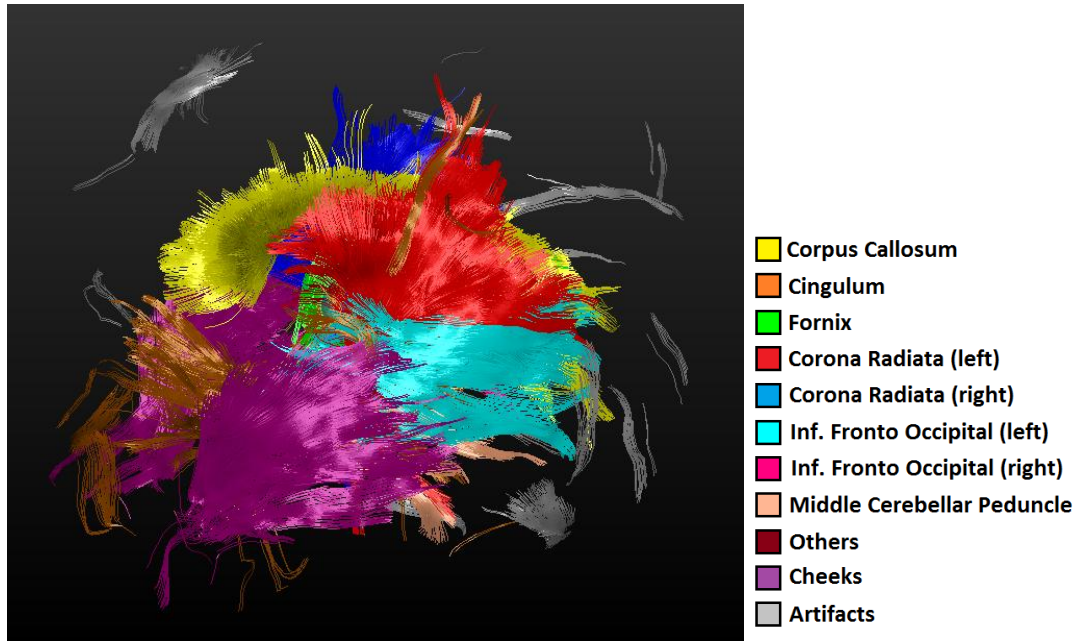 Corpus Callosum
Cingulum
Fornix
Corona Radiata (left)
Corona Radiata (right)
Inf. Fronto Occipital (left)
Inf. Fronto Occipital (right)
Middle Cerebellar Peduncle
Others
Cheeks
Artifacts